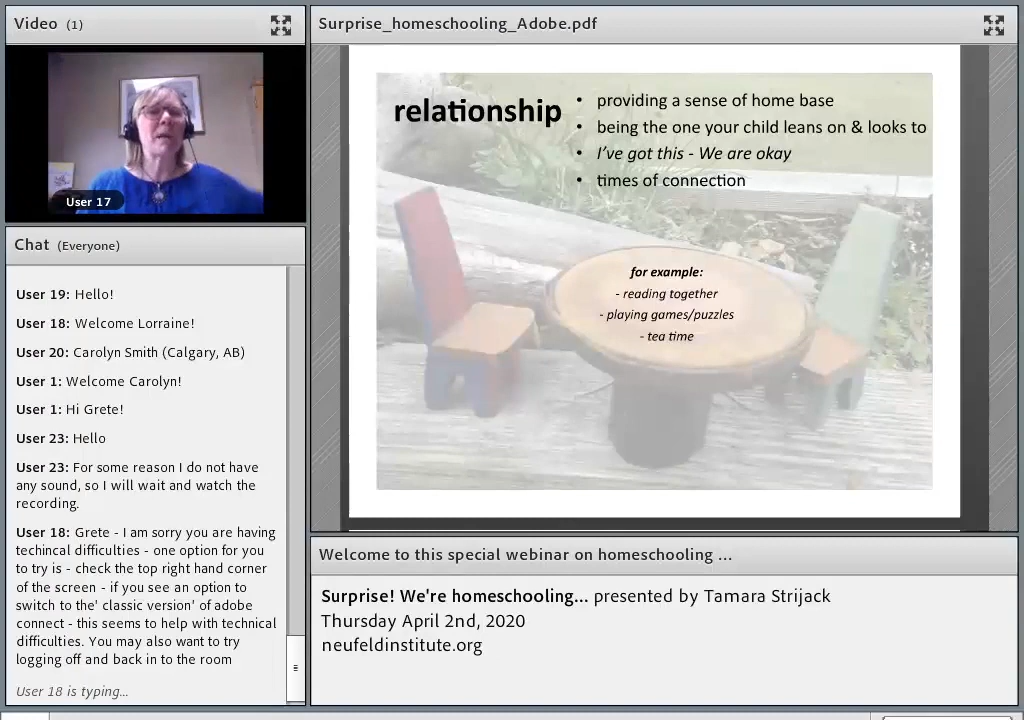 Video (1)
User 17
Chat (Everyone)
User 19: Hello!
User 18: Welcome Lorraine!
User 20: Carolyn Smith (Calgary, AB)
User 1: Welcome Carolyn!
User 1: Hi Grete!
User 23: Hello
User 23: For some reason I do not have
any sound, so I will wait and watch the
recording.
User 18: Grete - I am sorry you are having
techincal difficulties - one option for you
to try is - check the top right hand corner
of the screen - if you see an option to
switch to the' classic version' of adobe
connect - this seems to help with technical
difficulties. You may also want to try
logging off and back in to the room
User 18 is typing...
Surprise_homeschooling_Adobe.pdf
relationship
• providing a sense of home base
• being the one your child leans on & looks to
• I've got this - We are okay
• times of connection
for example:
- reading together
- playing games/puzzles
- tea time
Welcome to this special webinar on homeschooling ...
Surprise! We're homeschooling... presented by Tamara Strijack
Thursday April 2nd, 2020
neufeldinstitute.org